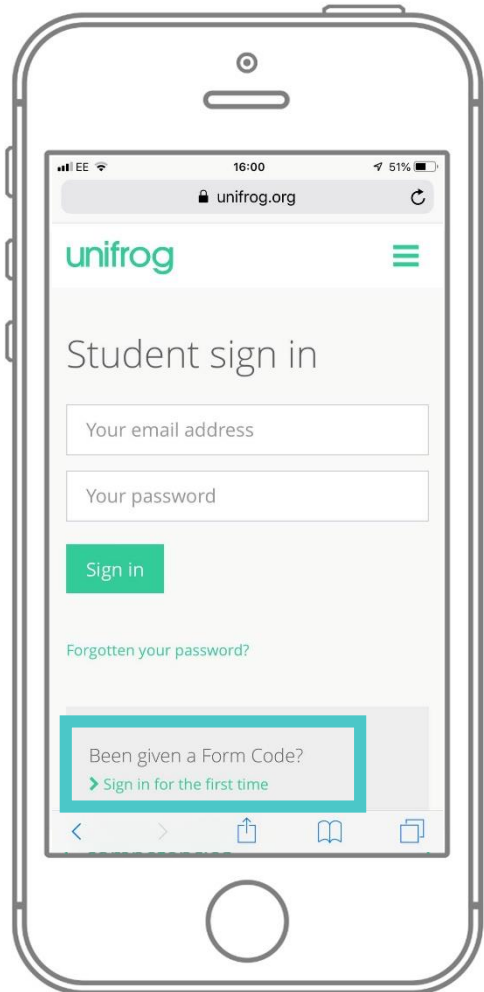 EE 16:00 51%
unifrog.org
unifrog
Student sign in
Your email address
Your password
Sign in
Forgotten your password?
Been given a Form Code?
Sign in for the first time